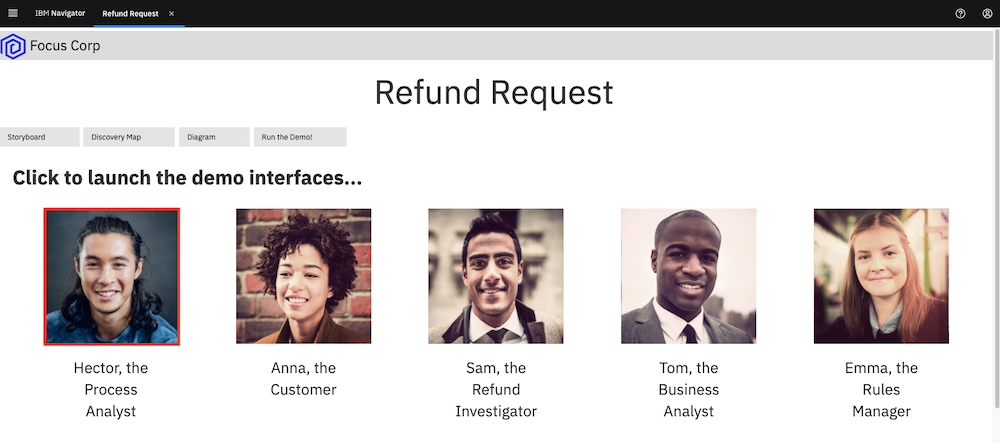 IBM Navigator Refund Request ×
Focus Corp
Refund Request
Storyboard Discovery Map Diagram Run the Demo!
Click to launch the demo interfaces...
Hector, the Anna, the Sam, the Tom, the Emma, the
Process Customer Refund Business Rules
Analyst Investigator Analyst Manager